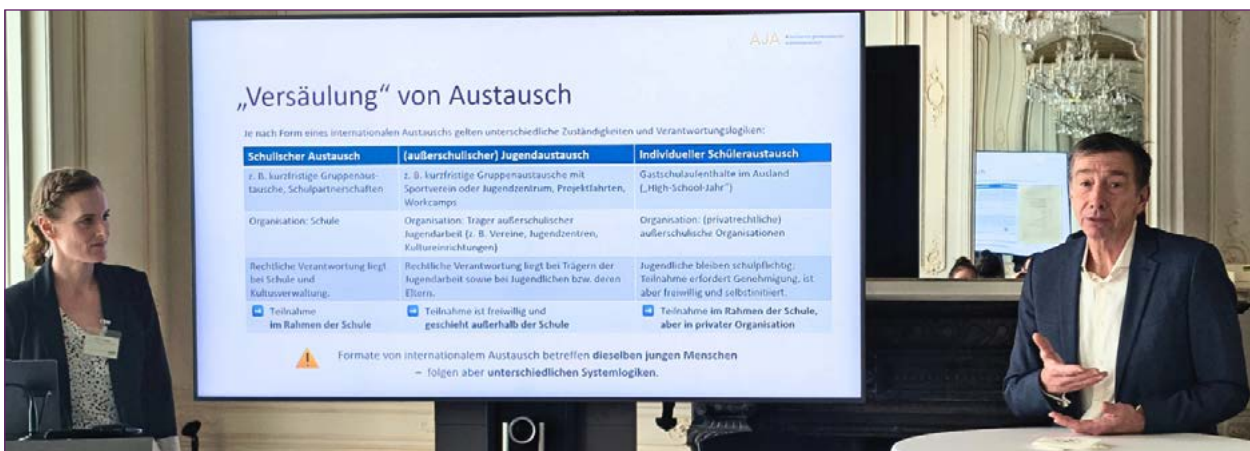 AJA
„Versäulung“ von Austausch
Je nach Form eines internationalen Austauschs gelten unterschiedliche Zuständigkeiten und Verantwortungslogiken:
Schulischer Austausch
(außerschulischer) Jugendaustausch
Individueller Schüleraustausch
z. B. kurzfristige Gruppenaus-
tausche, Schulpartnerschaften
z. B. kurzfristige Gruppenaustausche mit
Sportverein oder Jugendzentrum, Projektfahrten,
Workcamps
Gastschulaufenthalte im Ausland
(„High-School-Jahr“)
Organisation: Schule
Organisation: Träger außerschulischer
Jugendarbeit (z. B. Vereine, Jugendzentren,
Kultureinrichtungen)
Organisation: (privatrechtliche)
außerschulische Organisationen
Rechtliche Verantwortung liegt
bei Schule und
Kultusverwaltung.
Rechtliche Verantwortung liegt bei Trägern der
Jugendarbeit sowie bei Jugendlichen bzw. deren
Eltern.
Jugendliche bleiben schulpflichtig;
Teilnahme erfordert Genehmigung, ist
aber freiwillig und selbstinitiiert.
Teilnahme
im Rahmen der Schule
Teilnahme ist freiwillig und
geschieht außerhalb der Schule
Teilnahme im Rahmen der Schule,
aber in privater Organisation
Formate von internationalem Austausch betreffen dieselben jungen Menschen
– folgen aber unterschiedlichen Systemlogiken.